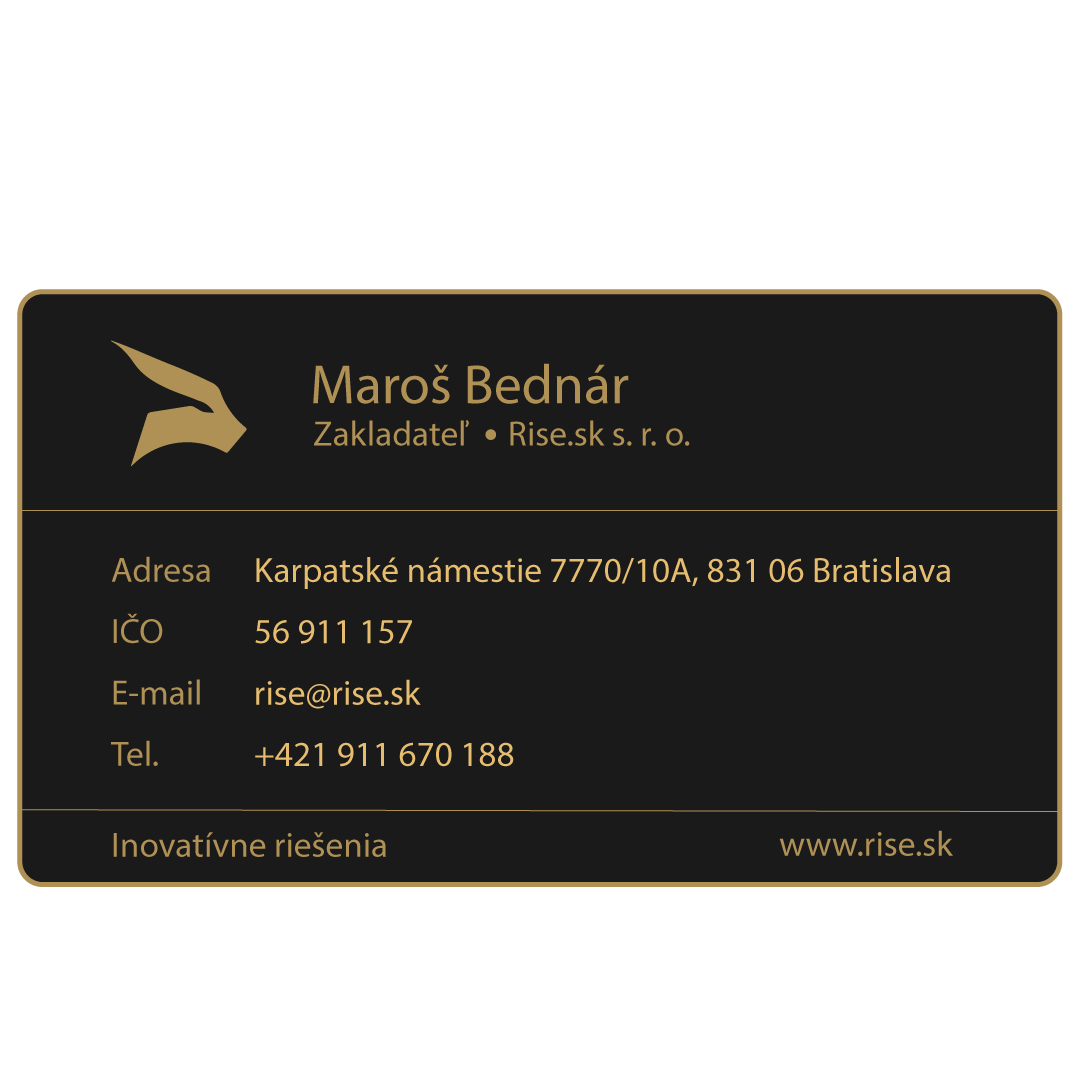 Maroš Bednár
Zakladateľ • Rise.sk s. r. o.
Adresa Karpatské námestie 7770/10A, 831 06 Bratislava
IČO 56 911 157
E-mail rise@rise.sk
Tel. +421 911 670 188
Inovatívne riešenia www.rise.sk